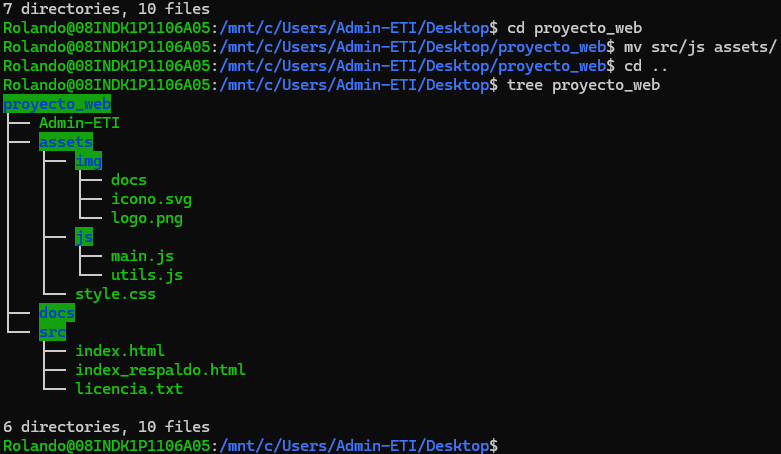 7 directories, 10 files
Rolando@08INDK1P1106A05:/mnt/c/Users/Admin-ETI/Desktop$ cd proyecto_web
Rolando@08INDK1P1106A05:/mnt/c/Users/Admin-ETI/Desktop/proyecto_web$ mv src/js assets/
Rolando@08INDK1P1106A05:/mnt/c/Users/Admin-ETI/Desktop/proyecto_web$ cd ..
Rolando@08INDK1P1106A05:/mnt/c/Users/Admin-ETI/Desktop$ tree proyecto_web
proyecto_web
├── Admin-ETI
├── assets
│   ├── img
│   │   ├── docs
│   │   ├── icono.svg
│   │   └── logo.png
│   ├── js
│   │   ├── main.js
│   │   └── utils.js
│   └── style.css
├── docs
└── src
    ├── index.html
    ├── index_respaldo.html
    └── licencia.txt
6 directories, 10 files
Rolando@08INDK1P1106A05:/mnt/c/Users/Admin-ETI/Desktop$